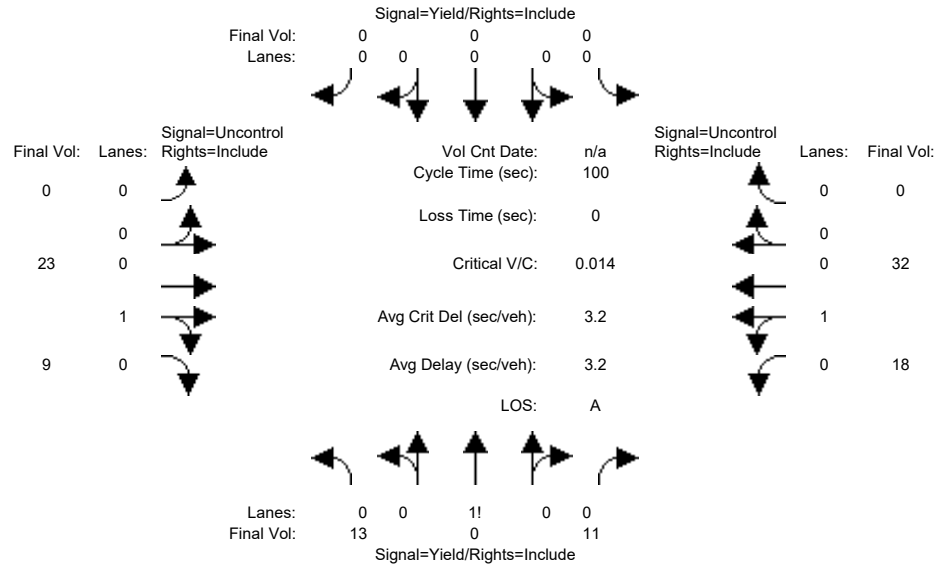 Signal=Yield/Rights=Include
Final Vol: 0 0 0
Lanes: 0 0 0 0 0
Signal=Uncontrol Signal=Uncontrol
Final Vol: Lanes: Rights=Include Vol Cnt Date: n/a Rights=Include Lanes: Final Vol:
Cycle Time (sec): 100
0 0 0 0
Loss Time (sec): 0
0 0
23 0 Critical V/C: 0.014 0 32
1 Avg Crit Del (sec/veh): 3.2 1
9 0 Avg Delay (sec/veh): 3.2 0 18
LOS: A
Lanes: 0 0 1! 0 0
Final Vol: 13 0 11
Signal=Yield/Rights=Include